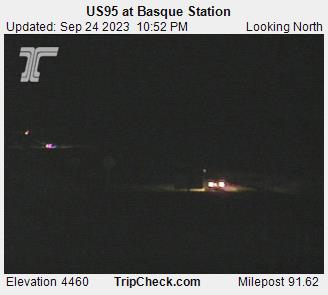 US95 at Basque Station
Updated: Sep 24 2023 10:52 PM Looking North
Elevation 4460 TripCheck.com Milepost 91.62